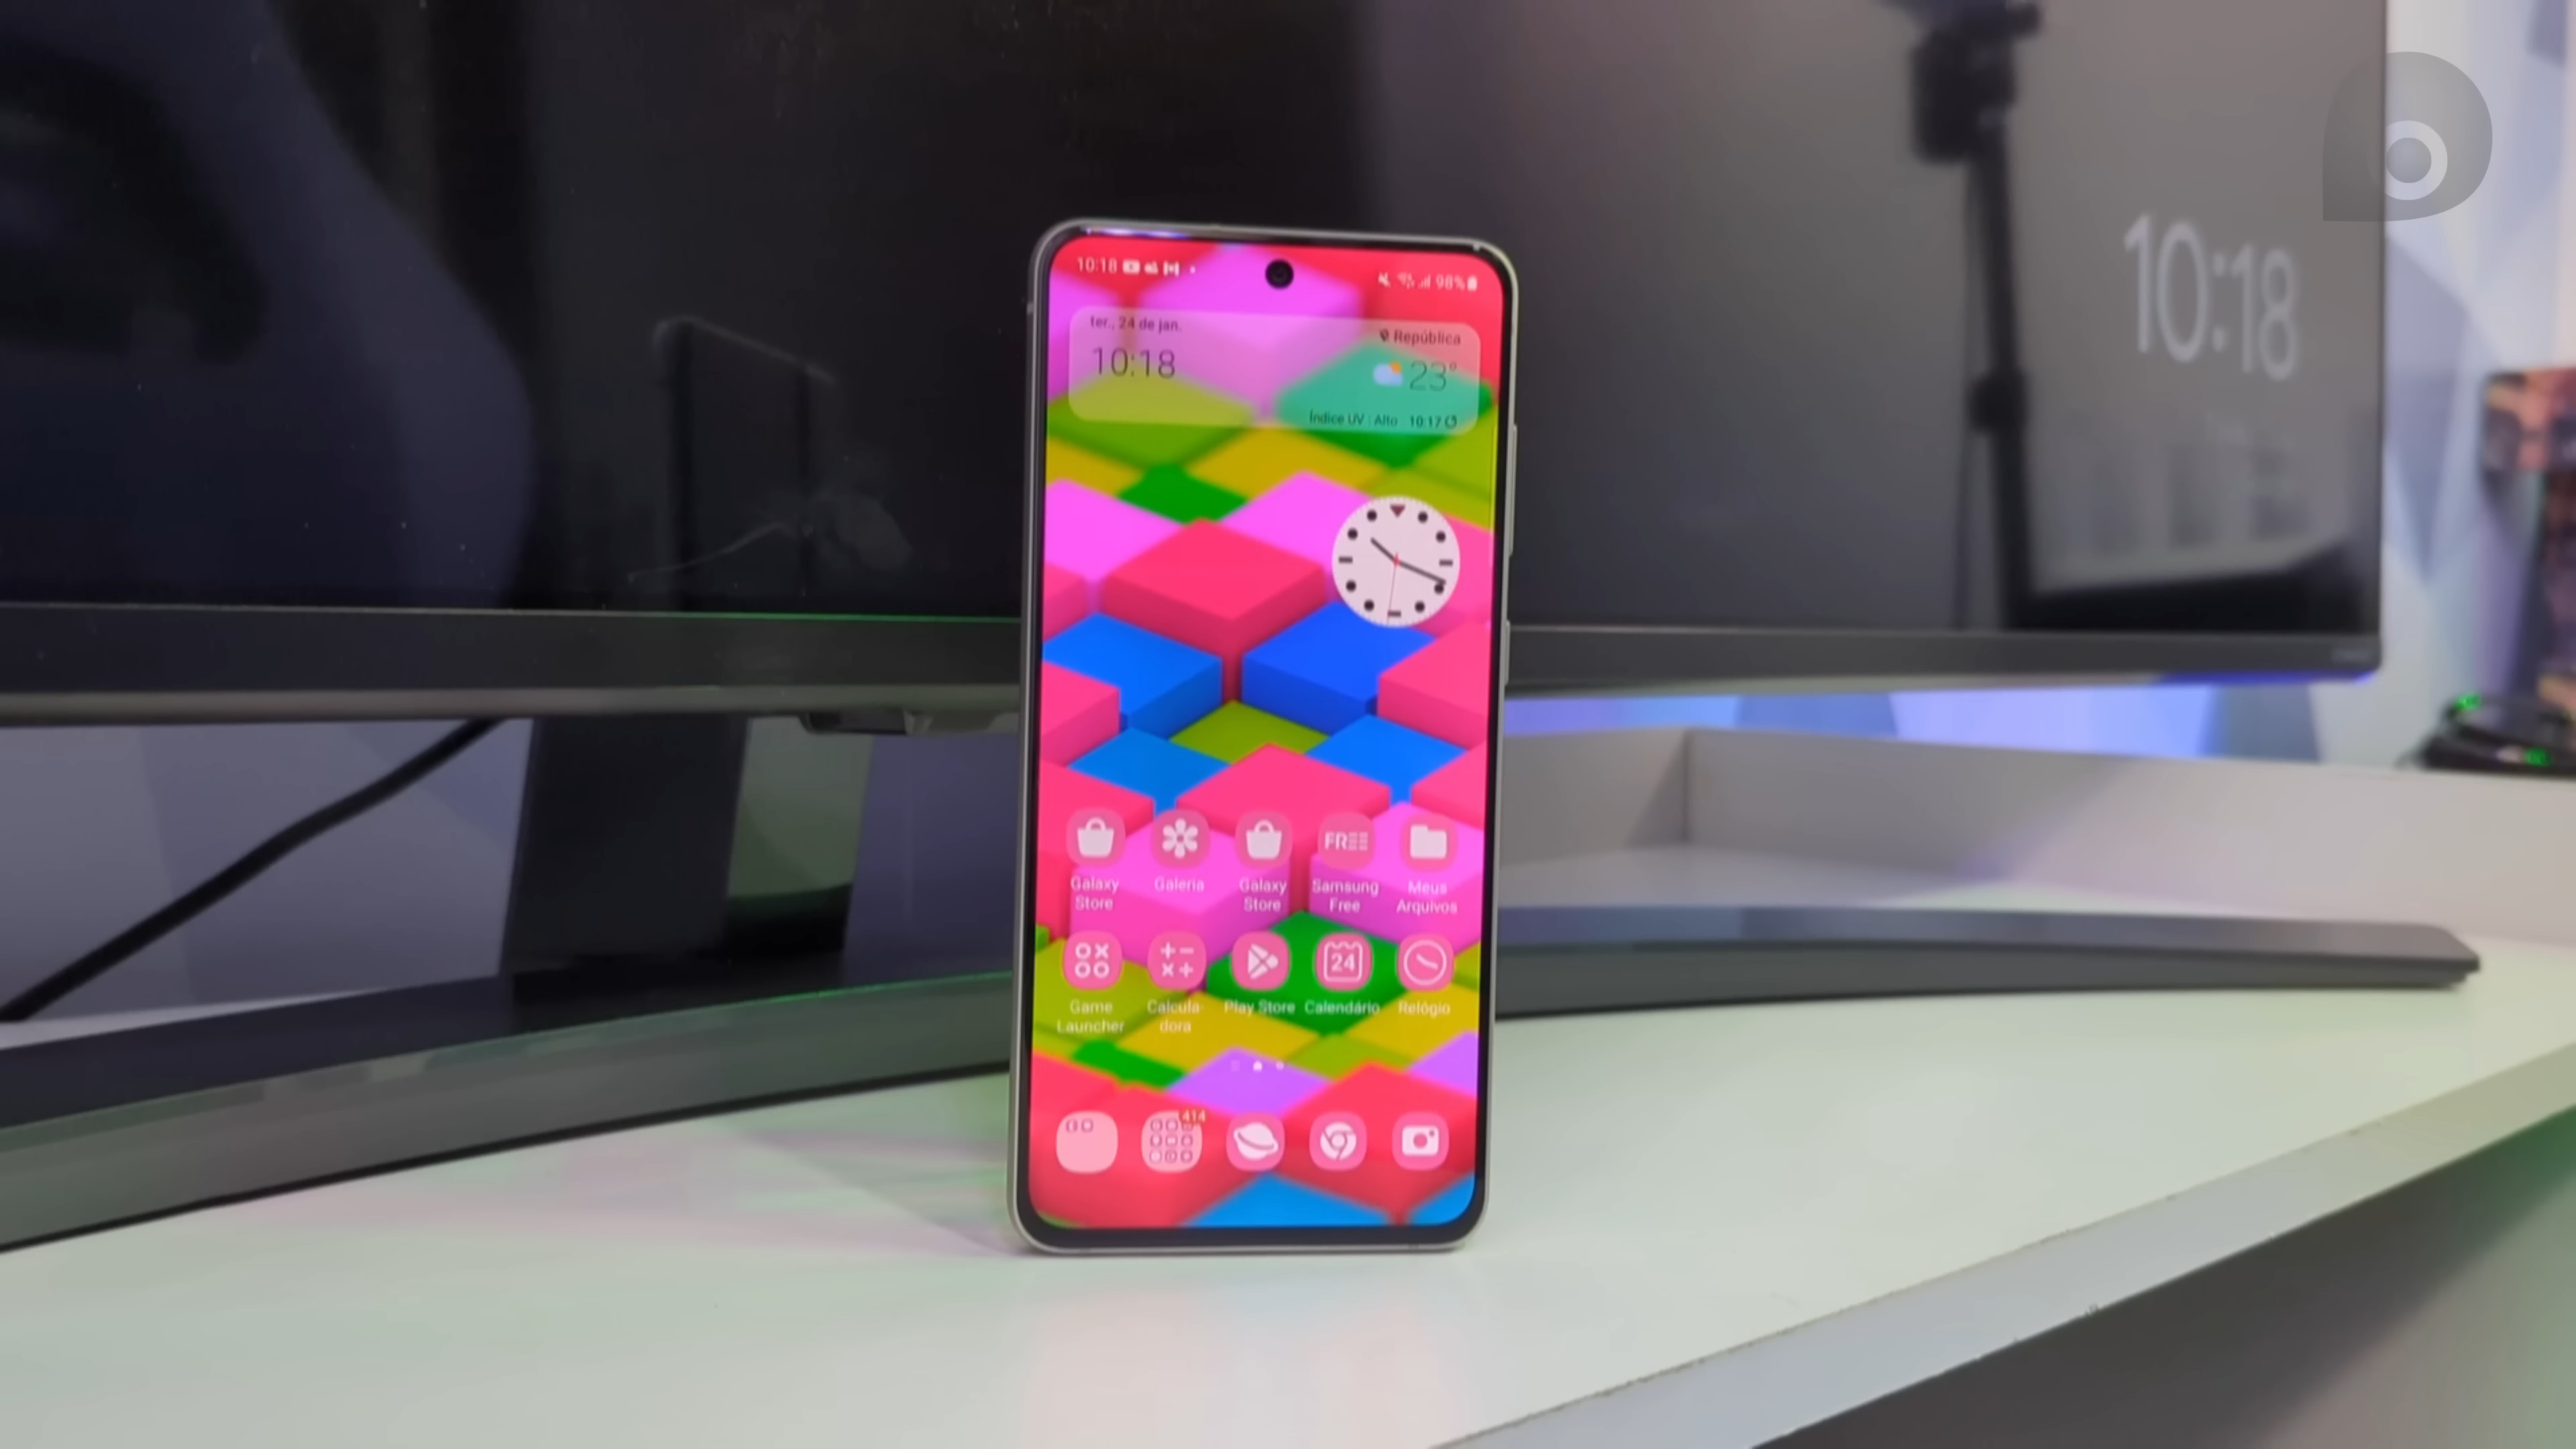 10:18
98%
ter., 24 de jan.
República
10:18
23°
Índice UV : Alto 10:17
10:18
Galaxy Store
Galeria
Galaxy Store
FREE
Samsung Free
Meus Arquivos
Game Launcher
Calcula-dora
Play Store
24
Calendário
Relógio
414